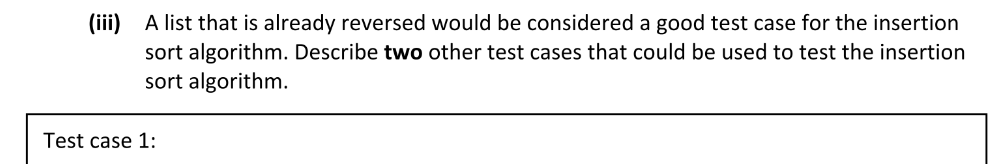 (iii) A list that is already reversed would be considered a good test case for the insertion
sort algorithm. Describe two other test cases that could be used to test the insertion
sort algorithm.
Test case 1: